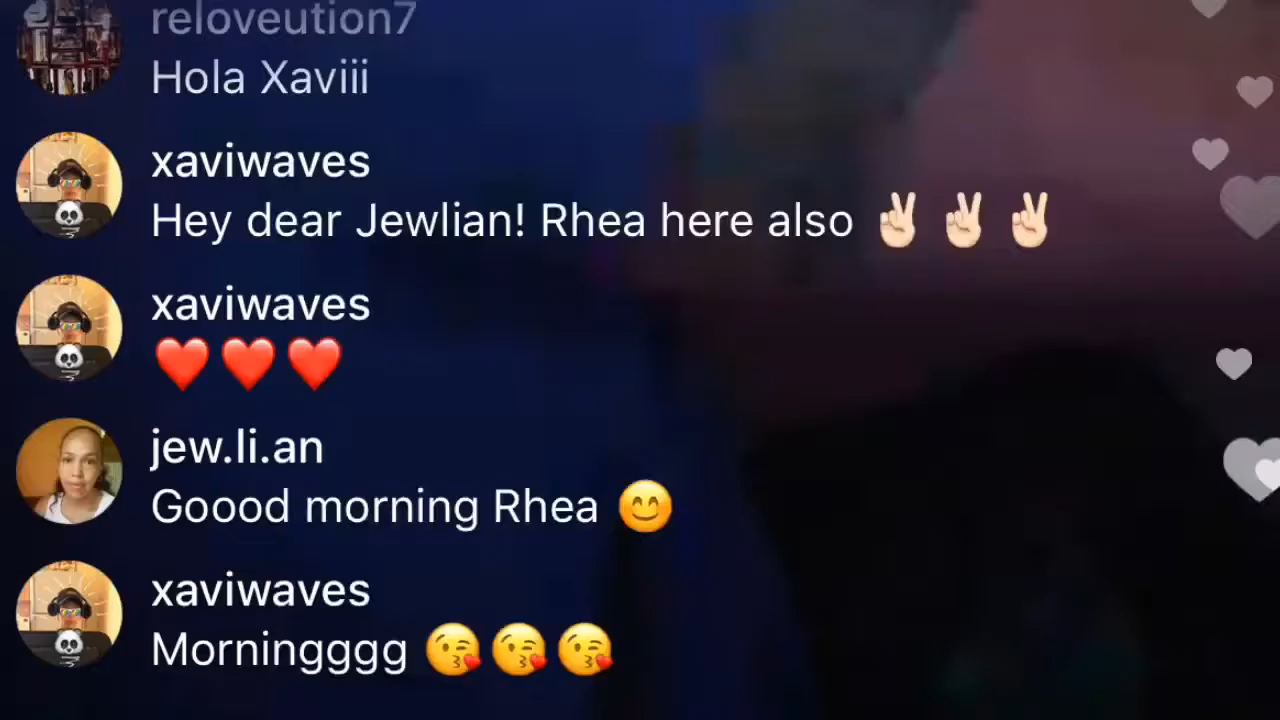 reloveution7
Hola Xaviii
xaviwaves
Hey dear Jewlian! Rhea here also ✌🏻 ✌🏻 ✌🏻
xaviwaves
❤️ ❤️ ❤️
jew.li.an
Goood morning Rhea 😊
xaviwaves
Morningggg 😘 😘 😘